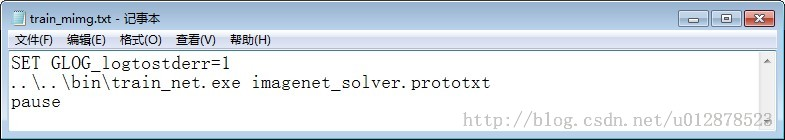 train_mimg.txt - 记事本
文件(F) 编辑(E) 格式(O) 查看(V) 帮助(H)
SET GLOG_logtostderr=1
..\..\bin\train_net.exe imagenet_solver.prototxt
pause
http://blog.csdn.net/u012878523